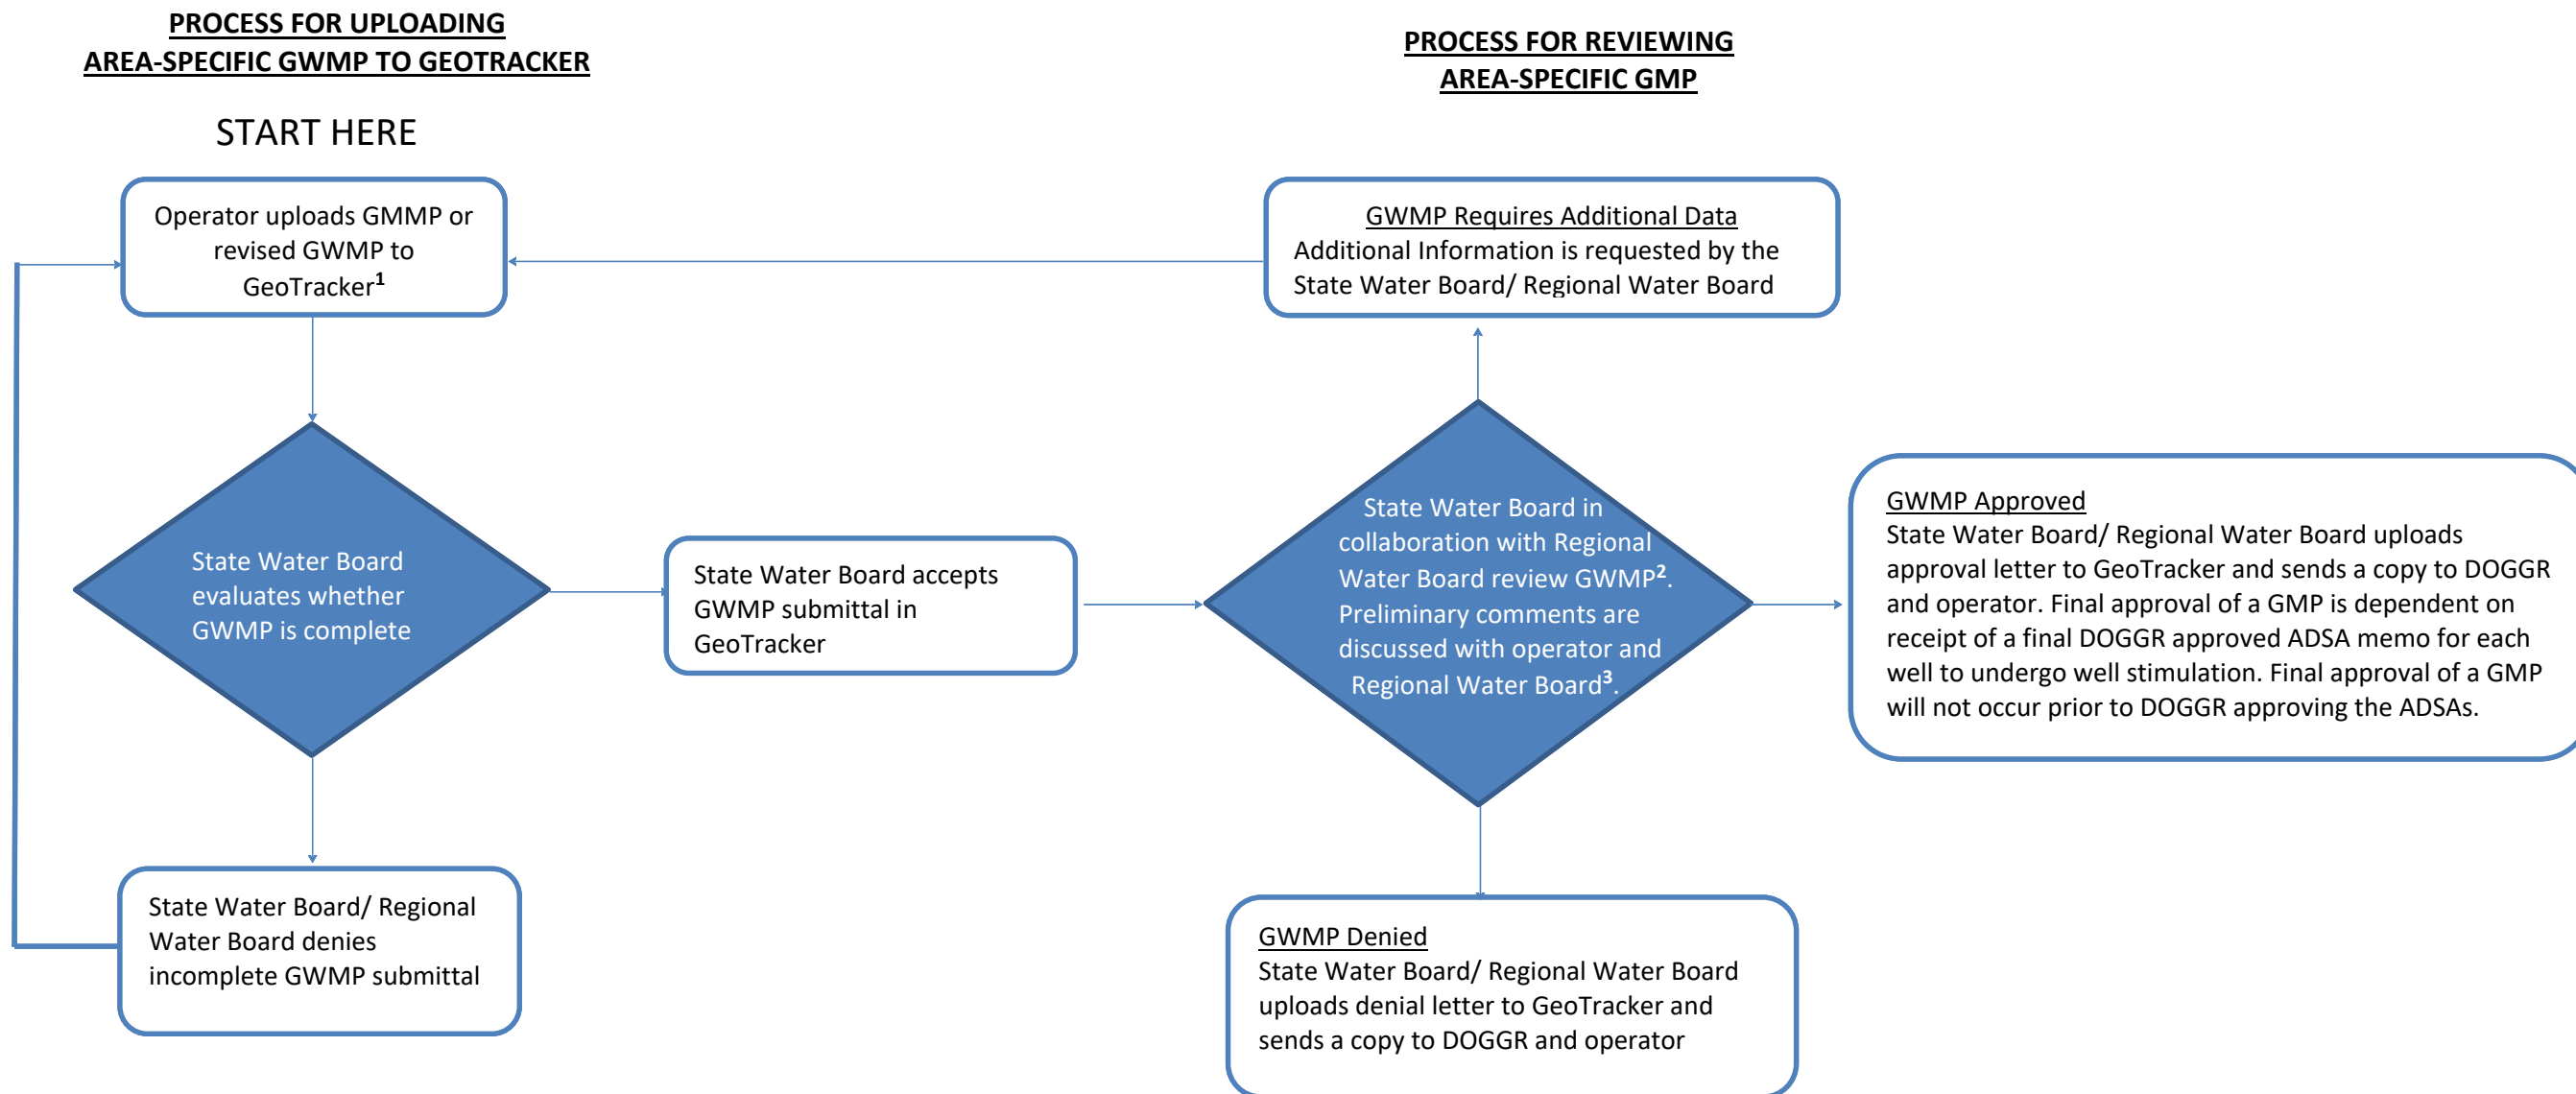 PROCESS FOR UPLOADING
AREA-SPECIFIC GWMP TO GEOTRACKER
START HERE
Operator uploads GMMP or
revised GWMP to
GeoTracker¹
State Water Board
evaluates whether
GWMP is complete
State Water Board/ Regional
Water Board denies
incomplete GWMP submittal
State Water Board accepts
GWMP submittal in
GeoTracker
PROCESS FOR REVIEWING
AREA-SPECIFIC GMP
GWMP Requires Additional Data
Additional Information is requested by the
State Water Board/ Regional Water Board
State Water Board in
collaboration with Regional
Water Board review GWMP².
Preliminary comments are
discussed with operator and
Regional Water Board³.
GWMP Denied
State Water Board/ Regional Water Board
uploads denial letter to GeoTracker and
sends a copy to DOGGR and operator
GWMP Approved
State Water Board/ Regional Water Board uploads
approval letter to GeoTracker and sends a copy to DOGGR
and operator. Final approval of a GMP is dependent on
receipt of a final DOGGR approved ADSA memo for each
well to undergo well stimulation. Final approval of a GMP
will not occur prior to DOGGR approving the ADSAs.